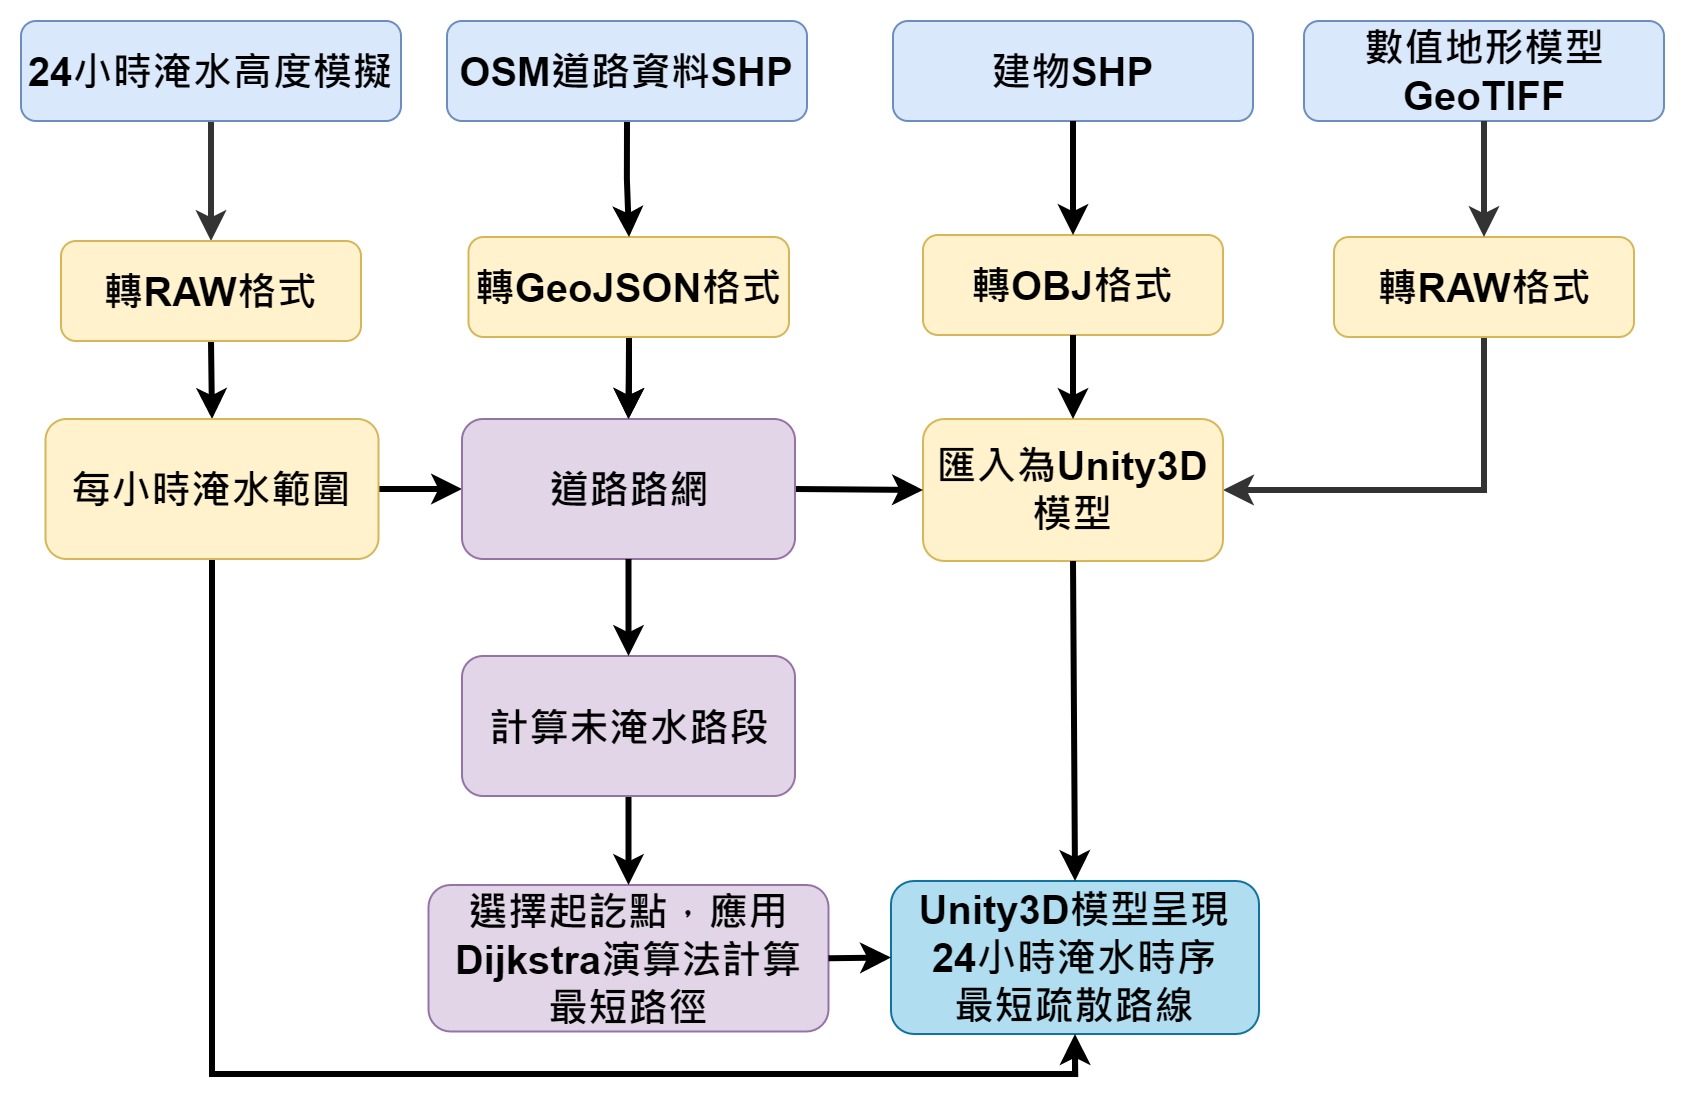 24小時淹水高度模擬
OSM道路資料SHP
建物SHP
數值地形模型
GeoTIFF
轉RAW格式
轉GeoJSON格式
轉OBJ格式
轉RAW格式
每小時淹水範圍
道路路網
匯入為Unity3D
模型
計算未淹水路段
選擇起訖點，應用
Dijkstra演算法計算
最短路徑
Unity3D模型呈現
24小時淹水時序
最短疏散路線